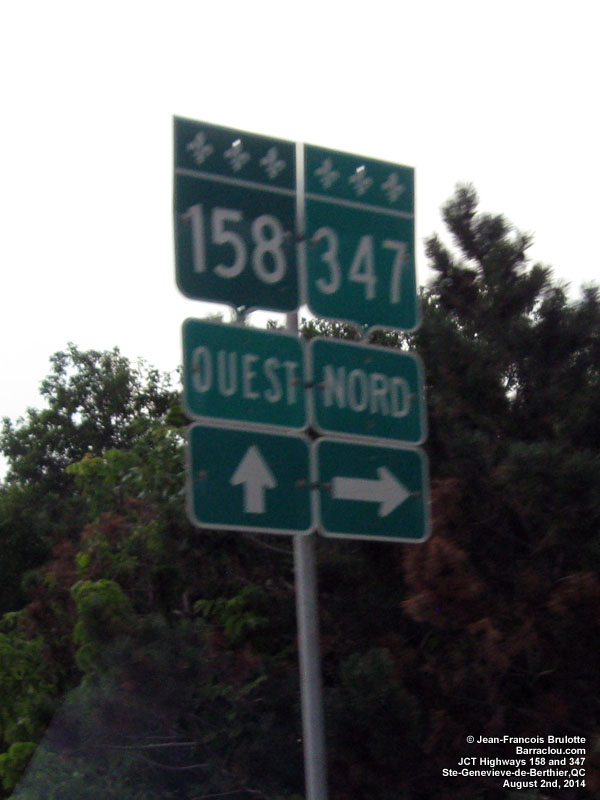 158 347
OUEST NORD
© Jean-Francois Brulotte
Barraclou.com
JCT Highways 158 and 347
Ste-Genevieve-de-Berthier,QC
August 2nd, 2014